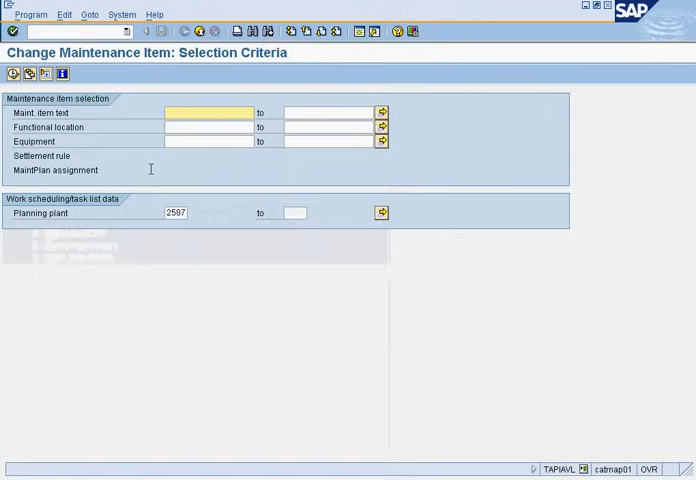 Program Edit Goto System Help
SAP
Change Maintenance Item: Selection Criteria
Maintenance item selection
Maint. item text to
Functional location to
Equipment to
Settlement rule
MaintPlan assignment
Work scheduling/task list data
Planning plant 2507 to
TAPIAVL catmap01 OVR